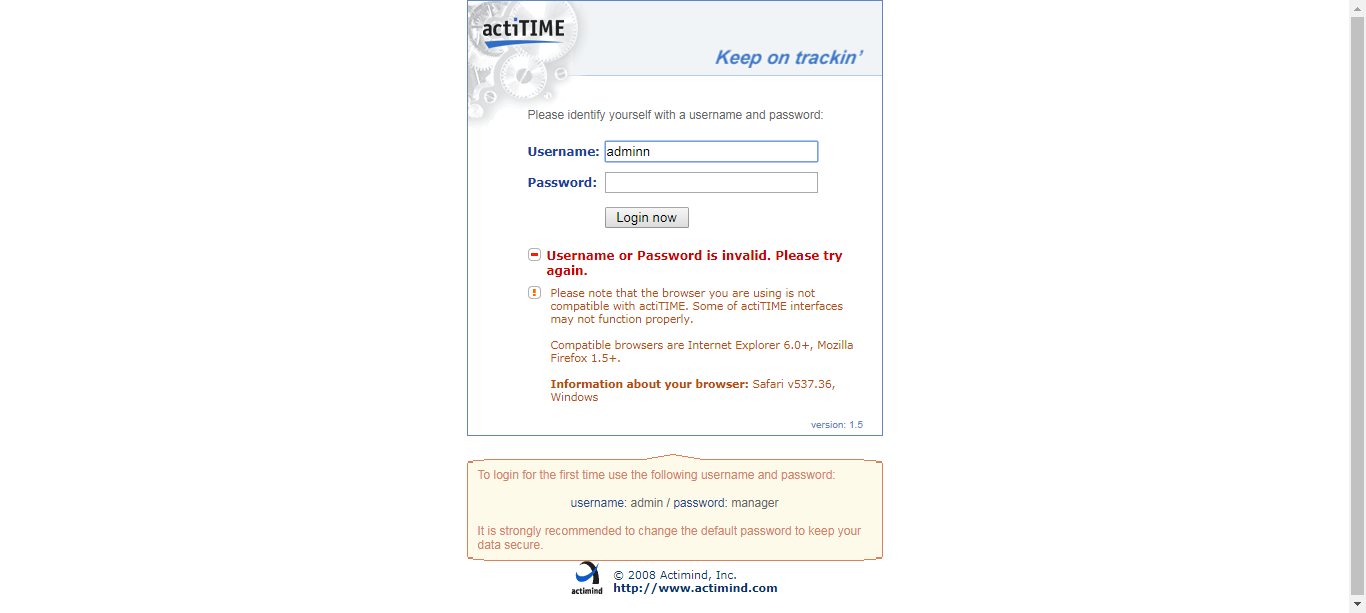 actiTIME
Keep on trackin’
Please identify yourself with a username and password:
Username: adminn
Password:
Login now
Username or Password is invalid. Please try
again.
Please note that the browser you are using is not
compatible with actiTIME. Some of actiTIME interfaces
may not function properly.
Compatible browsers are Internet Explorer 6.0+, Mozilla
Firefox 1.5+.
Information about your browser: Safari v537.36,
Windows
version: 1.5
To login for the first time use the following username and password:
username: admin / password: manager
It is strongly recommended to change the default password to keep your
data secure.
actimind
© 2008 Actimind, Inc.
http://www.actimind.com